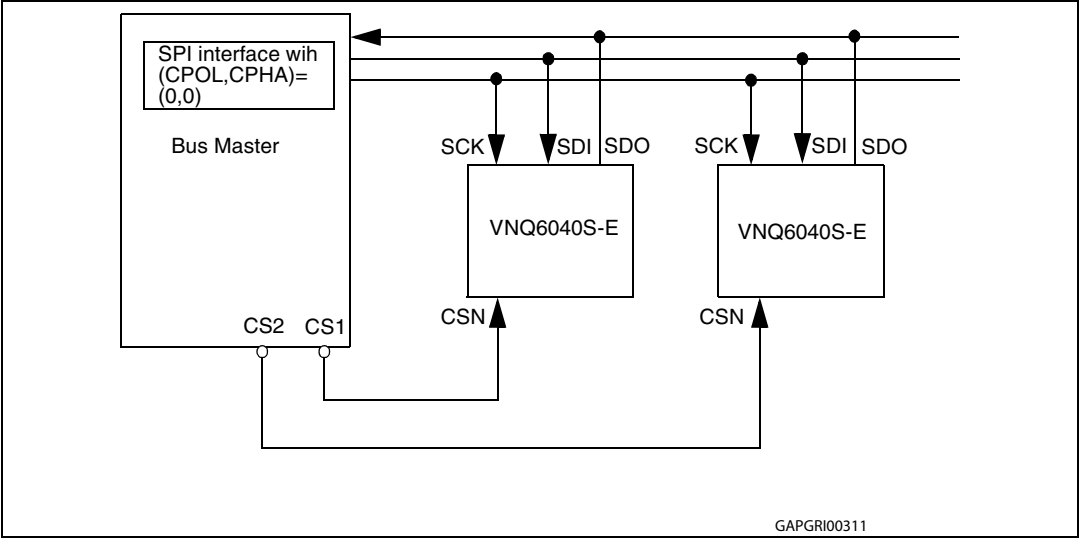 SPI interface wih
(CPOL,CPHA)=
(0,0)
Bus Master
SCK SDI SDO
SCK SDI SDO
VNQ6040S-E
VNQ6040S-E
CS2 CS1
CSN
CSN
GAPGRI00311